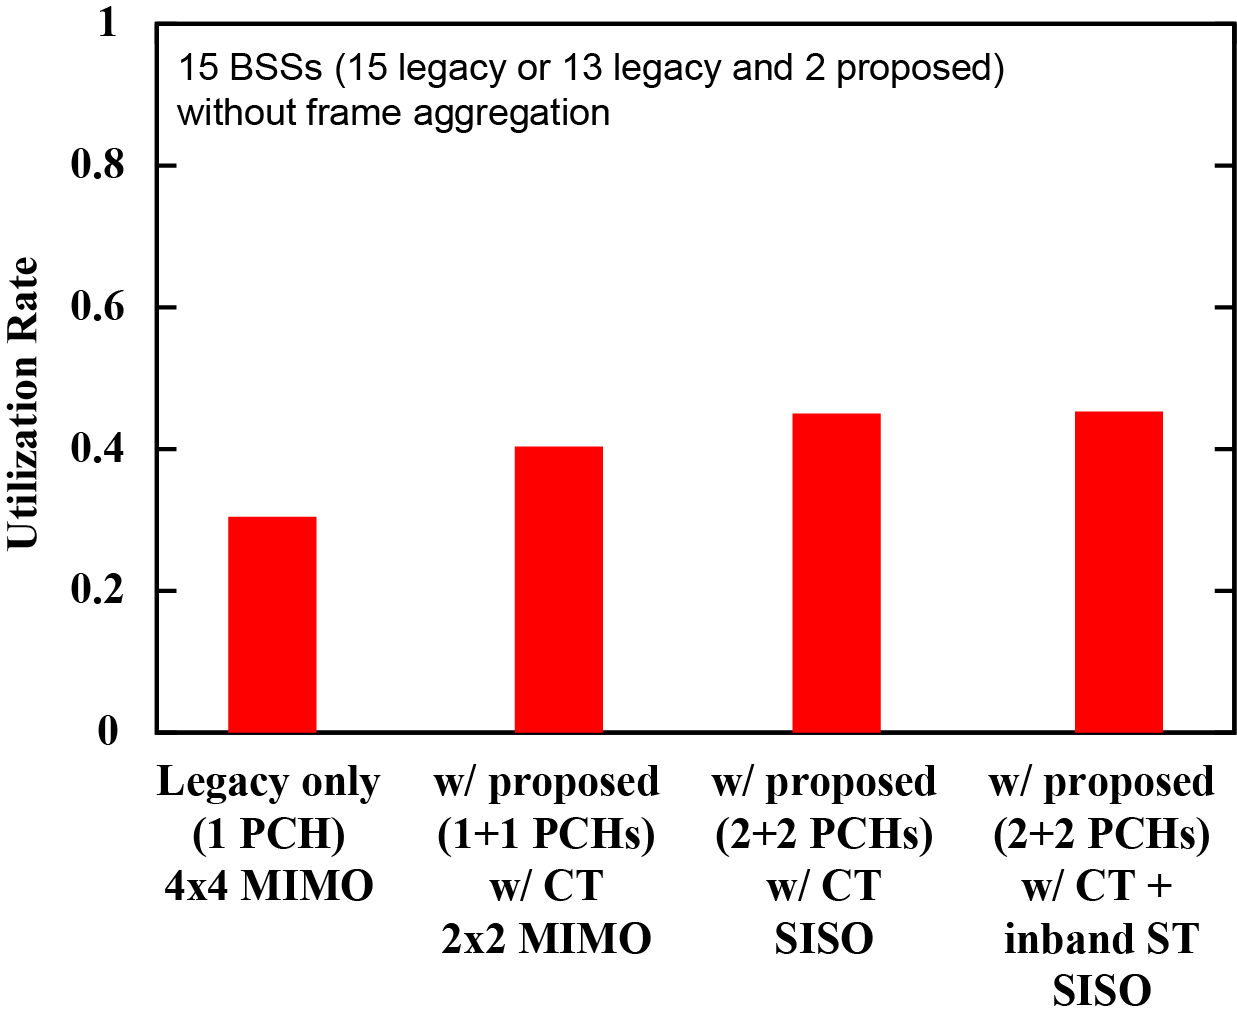 1
15 BSSs (15 legacy or 13 legacy and 2 proposed)
without frame aggregation
0.8
0.6
0.4
0.2
0
Utilization Rate
Legacy only
(1 PCH)
4x4 MIMO
w/ proposed
(1+1 PCHs)
w/ CT
2x2 MIMO
w/ proposed
(2+2 PCHs)
w/ CT
SISO
w/ proposed
(2+2 PCHs)
w/ CT +
inband ST
SISO